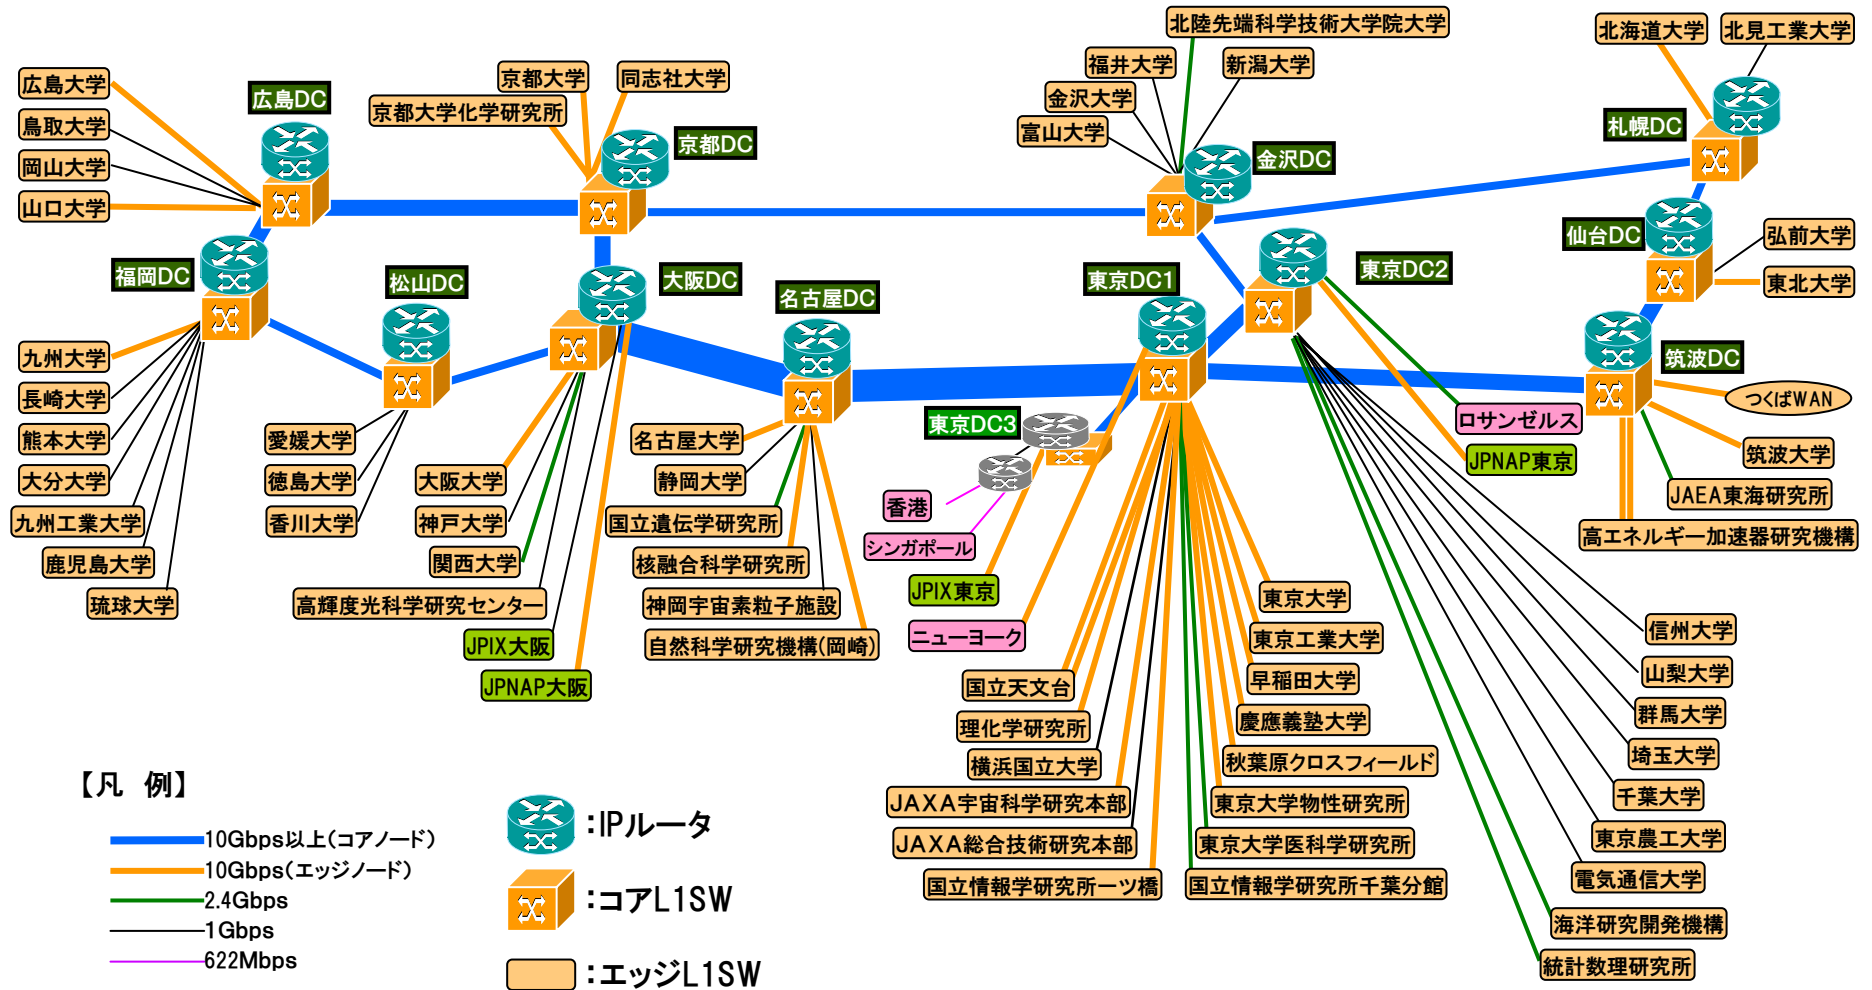 北陸先端科学技術大学院大学
北海道大学
北見工業大学
広島大学
鳥取大学
岡山大学
山口大学
広島DC
京都大学
同志社大学
京都大学化学研究所
京都DC
福井大学
新潟大学
金沢大学
富山大学
金沢DC
札幌DC
福岡DC
松山DC
大阪DC
名古屋DC
東京DC1
東京DC2
仙台DC
弘前大学
東北大学
筑波DC
九州大学
長崎大学
熊本大学
大分大学
九州工業大学
鹿児島大学
琉球大学
愛媛大学
徳島大学
香川大学
大阪大学
神戸大学
関西大学
高輝度光科学研究センター
JPIX大阪
JPNAP大阪
名古屋大学
静岡大学
国立遺伝学研究所
核融合科学研究所
神岡宇宙素粒子施設
自然科学研究機構(岡崎)
東京DC3
香港
シンガポール
JPIX東京
ニューヨーク
ロサンゼルス
JPNAP東京
つくばWAN
筑波大学
JAEA東海研究所
高エネルギー加速器研究機構
国立天文台
理化学研究所
横浜国立大学
JAXA宇宙科学研究本部
JAXA総合技術研究本部
国立情報学研究所一ツ橋
東京大学
東京工業大学
早稲田大学
慶應義塾大学
秋葉原クロスフィールド
東京大学物性研究所
東京大学医科学研究所
国立情報学研究所千葉分館
信州大学
山梨大学
群馬大学
埼玉大学
千葉大学
東京農工大学
電気通信大学
海洋研究開発機構
統計数理研究所
【凡 例】
10Gbps以上(コアノード)
10Gbps(エッジノード)
2.4Gbps
1Gbps
622Mbps
:IPルータ
:コアL1SW
:エッジL1SW